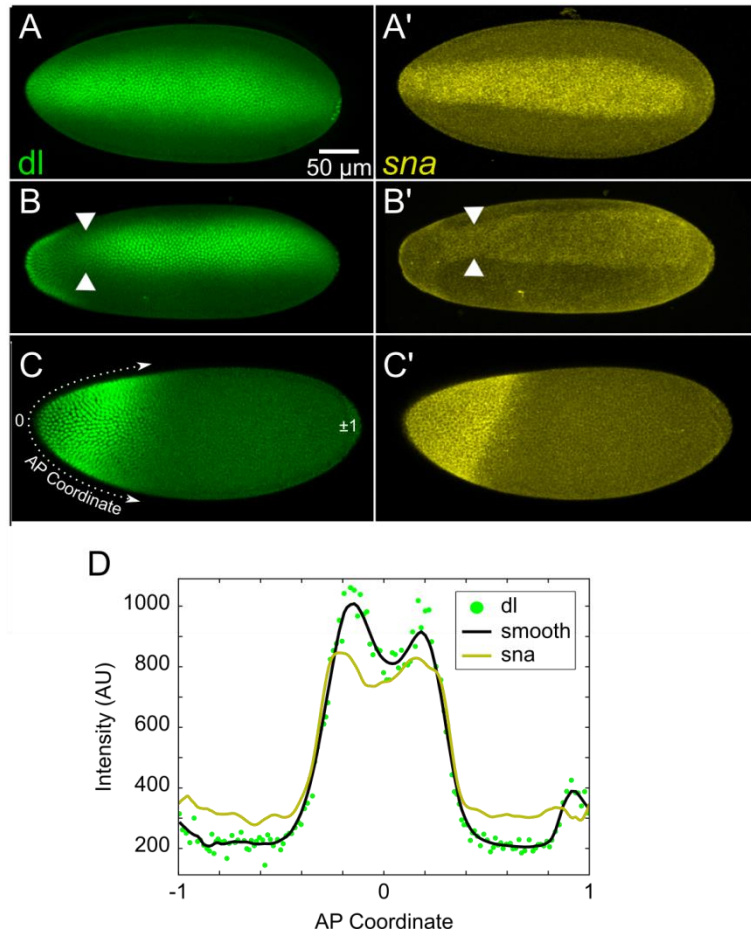 A
A'
dl
50 µm
sna
B
B'
C
C'
0
±1
AP Coordinate
D
1000
800
600
400
200
Intensity (AU)
dl
smooth
sna
-1
0
1
AP Coordinate